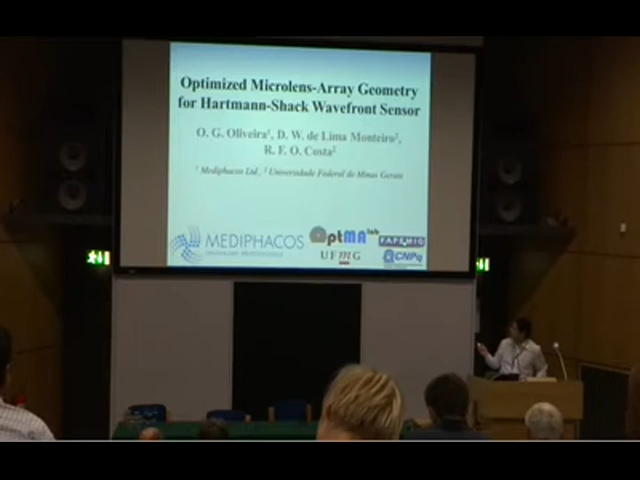 Optimized Microlens-Array Geometry
for Hartmann-Shack Wavefront Sensor
O. G. Oliveira¹, D. W. de Lima Monteiro²,
R. F. O. Costa²
¹ Mediphacos Ltd., ² Universidade Federal de Minas Gerais
MEDIPHACOS
OptMA lab
FAPEMIG
UFmG
CNPq